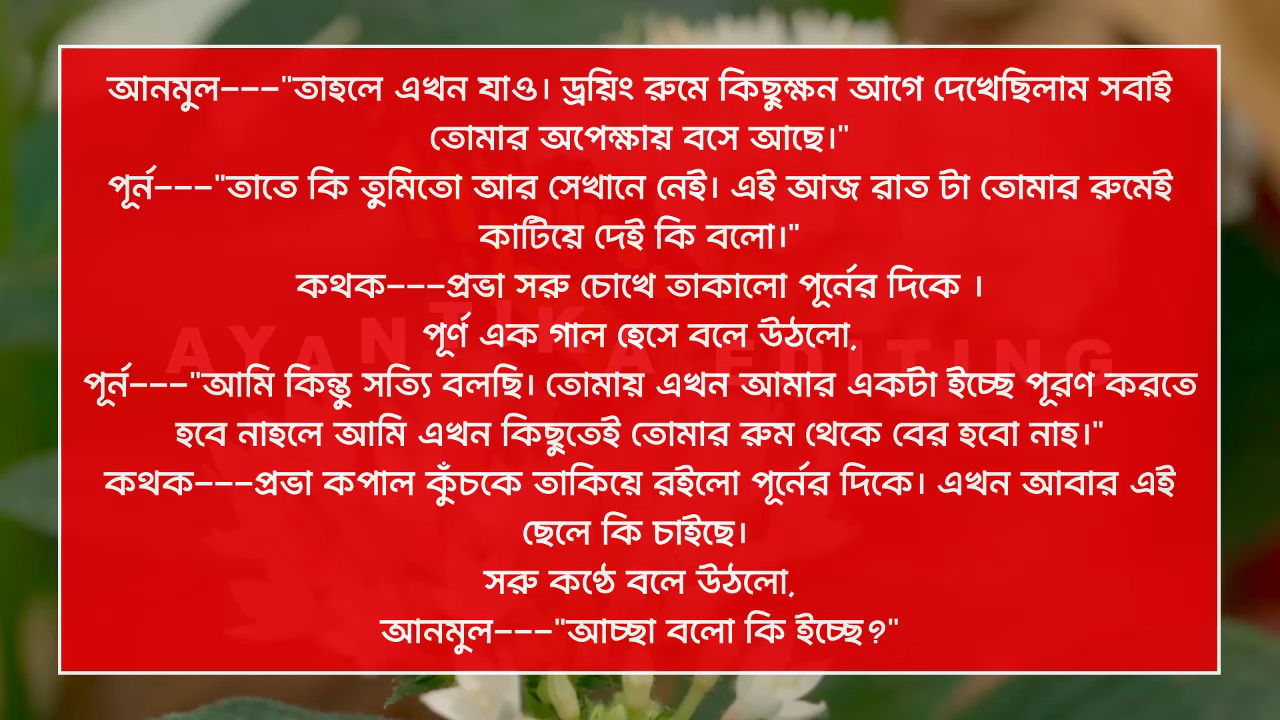 আনমুল---"তাহলে এখন যাও। ড্রয়িং রুমে কিছুক্ষন আগে দেখেছিলাম সবাই
তোমার অপেক্ষায় বসে আছে।"
পূর্ন---"তাতে কি তুমিতো আর সেখানে নেই। এই আজ রাত টা তোমার রুমেই
কাটিয়ে দেই কি বলো।"
কথক---প্রভা সরু চোখে তাকালো পূর্নের দিকে ।
পূর্ণ এক গাল হেসে বলে উঠলো,
পূর্ন---"আমি কিন্তু সত্যি বলছি। তোমায় এখন আমার একটা ইচ্ছে পূরণ করতে
হবে নাহলে আমি এখন কিছুতেই তোমার রুম থেকে বের হবো নাহ।"
কথক---প্রভা কপাল কুঁচকে তাকিয়ে রইলো পূর্নের দিকে। এখন আবার এই
ছেলে কি চাইছে।
সরু কণ্ঠে বলে উঠলো,
আনমুল---"আচ্ছা বলো কি ইচ্ছে?"
AYANTIKA EDITING